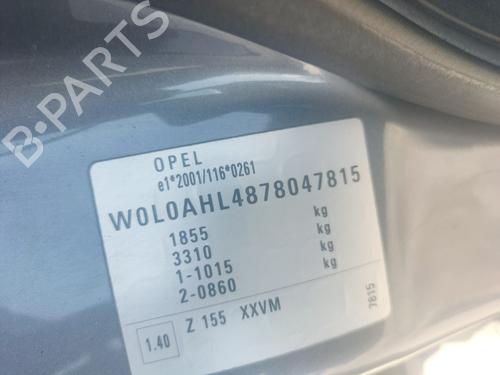 B-PARTS
OPEL
e1*2001/116*0261
W0L0AHL4878047815
1855 kg
3310 kg
1-1015 kg
2-0860 kg
1.40 Z 155 XXVM 7815